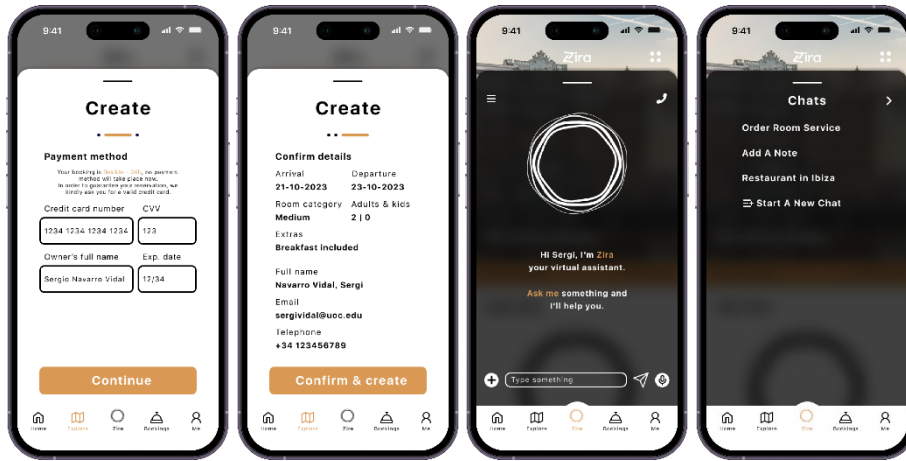 9:41
Create
Payment method
Your booking is flexible - 24h, no payment
method will take place now.
In order to guarantee your reservation, we
kindly ask you for a valid credit card.
Credit card number CVV
1234 1234 1234 1234 123
Owner's full name Exp. date
Sergio Navarro Vidal 12/34
Continue
Home Explore Zira Bookings Me
9:41
Create
Confirm details
Arrival Departure
21-10-2023 23-10-2023
Room category Adults & kids
Medium 2 | 0
Extras
Breakfast included
Full name
Navarro Vidal, Sergi
Email
sergividal@uoc.edu
Telephone
+34 123456789
Confirm & create
Home Explore Zira Bookings Me
9:41
Zira
Hi Sergi, I'm Zira
your virtual assistant.
Ask me something and
I'll help you.
Type something
Home Explore Zira Bookings Me
9:41
Zira
Chats
Order Room Service
Add A Note
Restaurant in Ibiza
Start A New Chat
Home Explore Zira Bookings Me